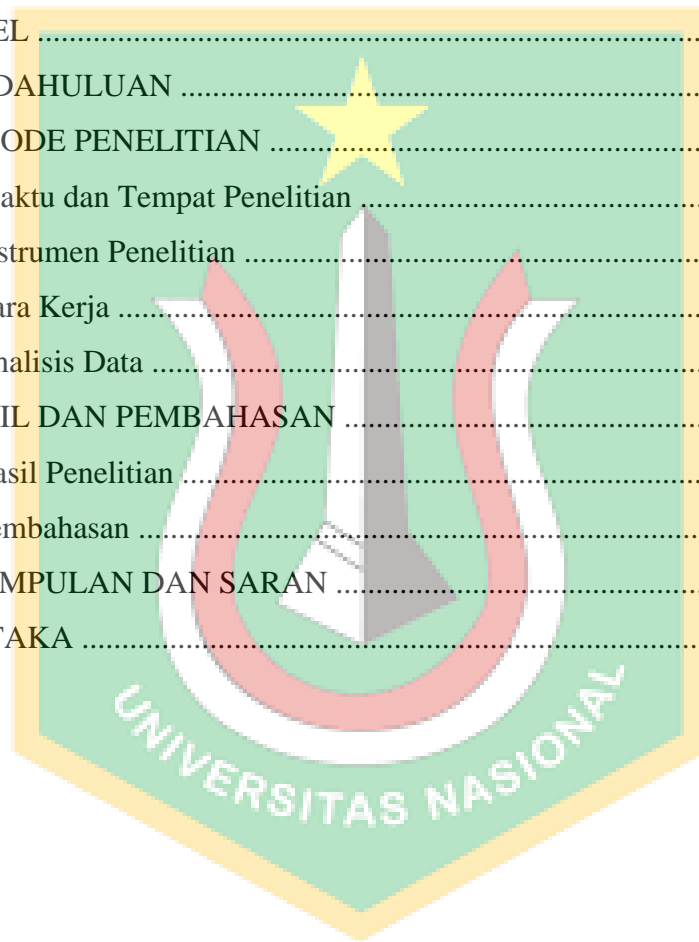 EL ................................................................................
DAHULUAN ..............................................................
ODE PENELITIAN ...................................................
aktu dan Tempat Penelitian ........................................
strumen Penelitian ......................................................
ara Kerja .....................................................................
nalisis Data .................................................................
IL DAN PEMBAHASAN ..........................................
asil Penelitian .............................................................
embahasan ..................................................................
MPULAN DAN SARAN ...........................................
TAKA .........................................................................
UNIVERSITAS NASIONAL